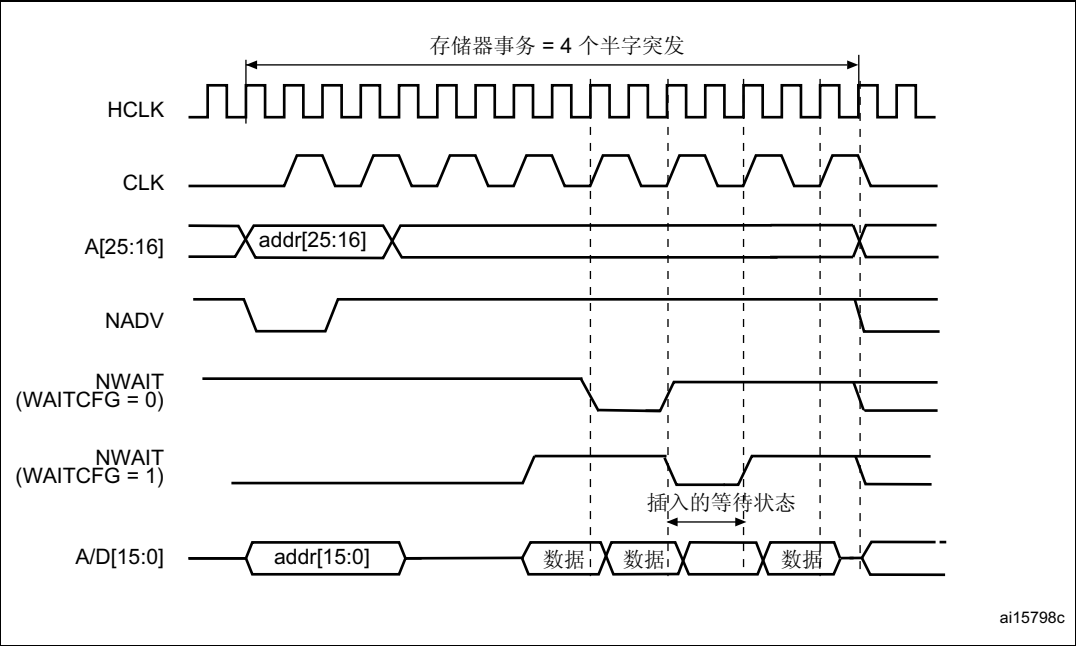 存储器事务 = 4 个半字突发
HCLK
CLK
A[25:16]
addr[25:16]
NADV
NWAIT
(WAITCFG = 0)
NWAIT
(WAITCFG = 1)
插入的等待状态
A/D[15:0]
addr[15:0]
数据
数据
数据
ai15798c